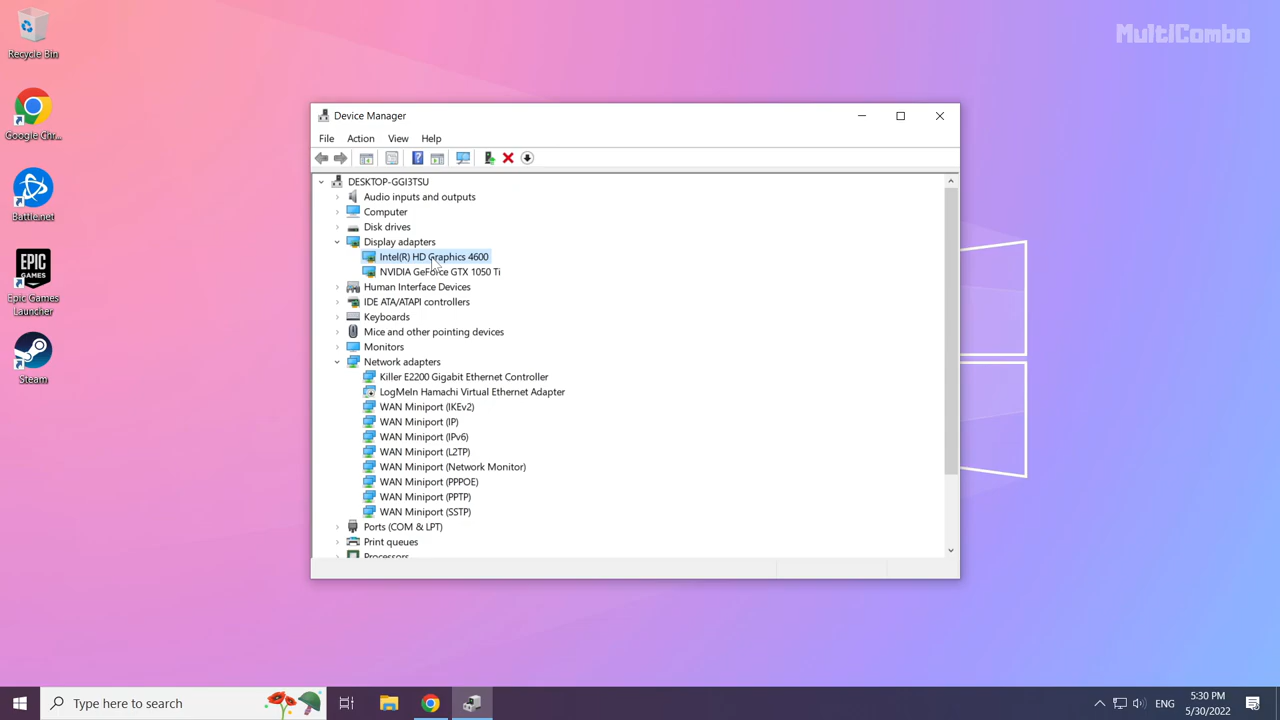 MultiCombo
Recycle Bin
Google Chr...
Battle.net
EPIC
GAMES
Epic Games
Launcher
Steam
Device Manager
File Action View Help
DESKTOP-GGI3TSU
Audio inputs and outputs
Computer
Disk drives
Display adapters
Intel(R) HD Graphics 4600
NVIDIA GeForce GTX 1050 Ti
Human Interface Devices
IDE ATA/ATAPI controllers
Keyboards
Mice and other pointing devices
Monitors
Network adapters
Killer E2200 Gigabit Ethernet Controller
LogMeIn Hamachi Virtual Ethernet Adapter
WAN Miniport (IKEv2)
WAN Miniport (IP)
WAN Miniport (IPv6)
WAN Miniport (L2TP)
WAN Miniport (Network Monitor)
WAN Miniport (PPPOE)
WAN Miniport (PPTP)
WAN Miniport (SSTP)
Ports (COM & LPT)
Print queues
Processors
Type here to search
ENG
5:30 PM
5/30/2022